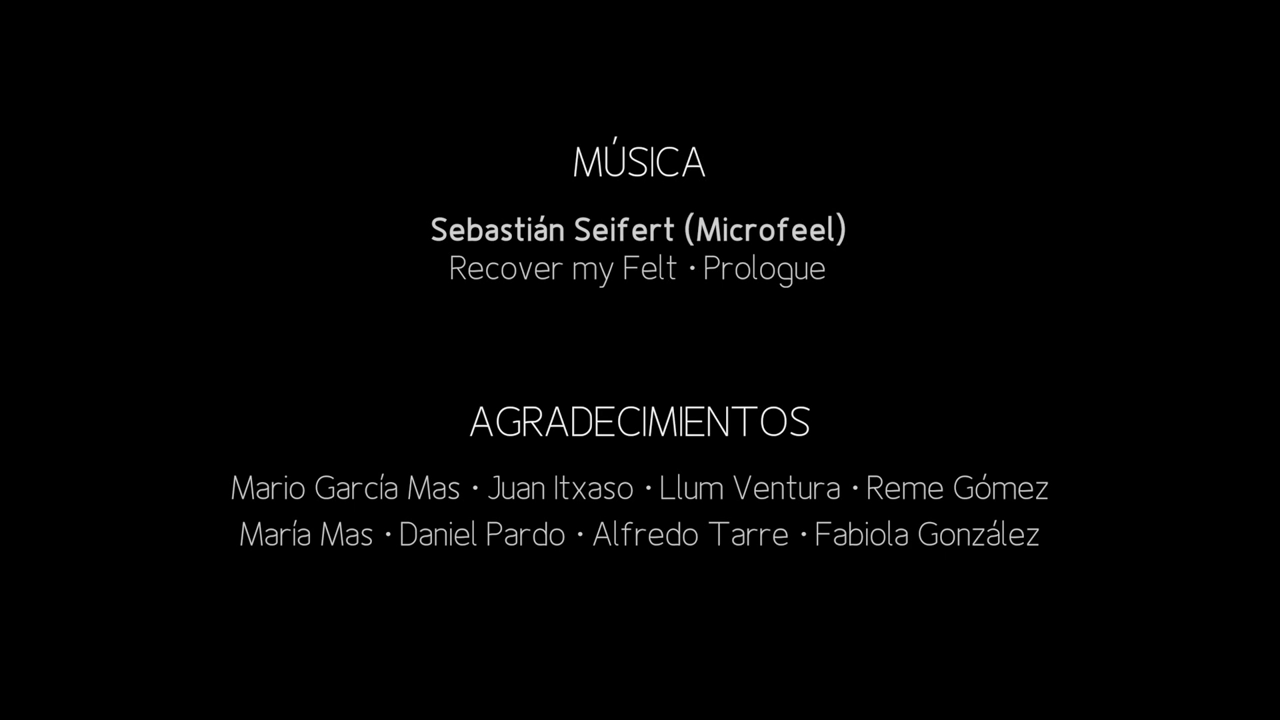 MÚSICA
Sebastián Seifert (Microfeel)
Recover my Felt · Prologue
AGRADECIMIENTOS
Mario García Mas · Juan Itxaso · Llum Ventura · Reme Gómez
María Mas · Daniel Pardo · Alfredo Tarre · Fabiola González